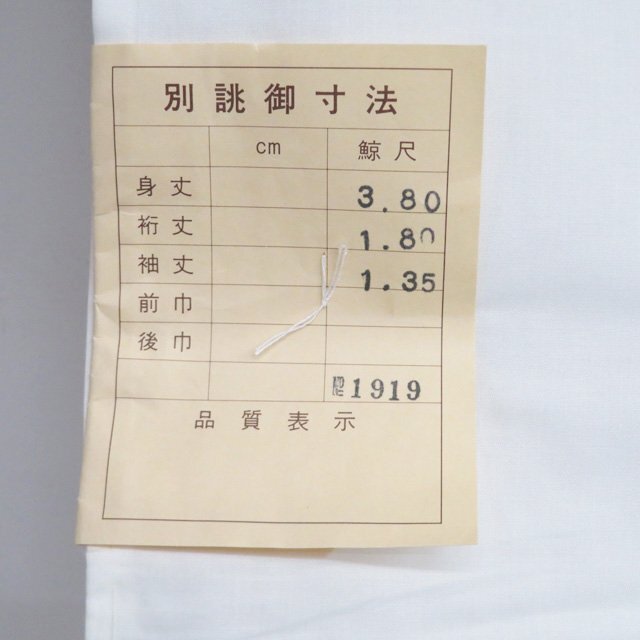 別誂御寸法
cm 鯨尺
身丈 3.80
裄丈 1.80
袖丈 1.35
前巾
後巾
1919
品質表示